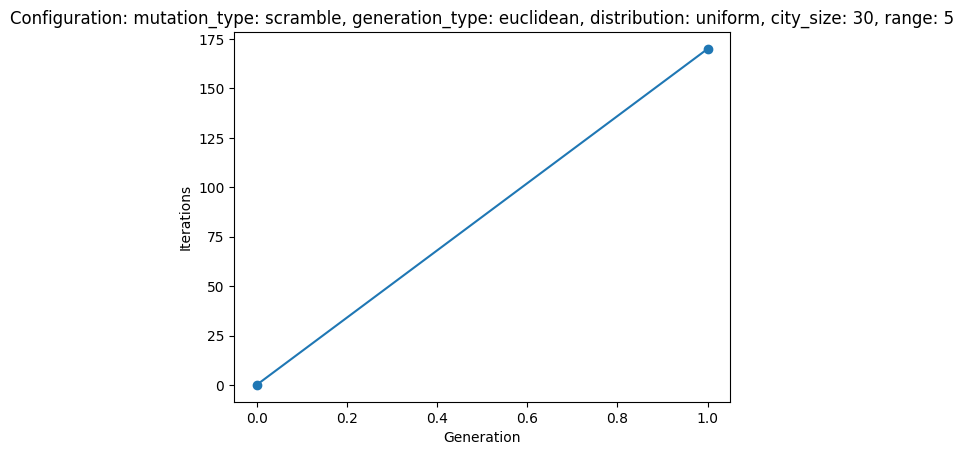 Configuration: mutation_type: scramble, generation_type: euclidean, distribution: uniform, city_size: 30, range: 5
175
150
125
100
75
50
25
0
Iterations
0.0 0.2 0.4 0.6 0.8 1.0
Generation